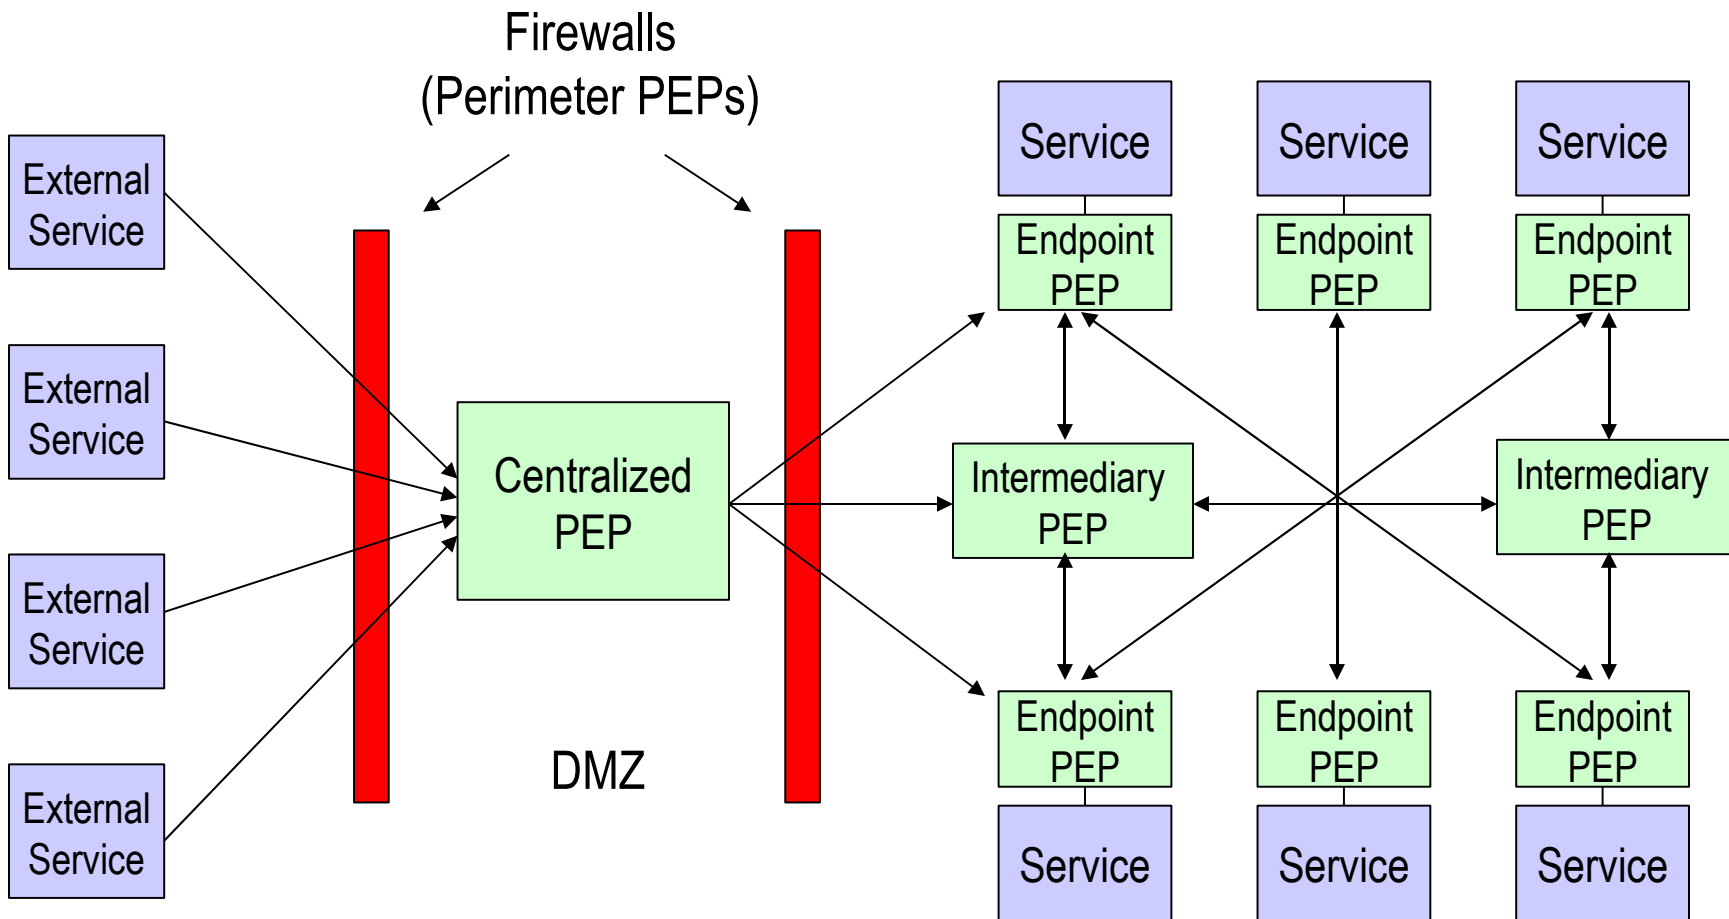 Firewalls
(Perimeter PEPs)
External
Service
External
Service
External
Service
External
Service
Centralized
PEP
DMZ
Service
Service
Service
Endpoint
PEP
Endpoint
PEP
Endpoint
PEP
Intermediary
PEP
Intermediary
PEP
Endpoint
PEP
Endpoint
PEP
Endpoint
PEP
Service
Service
Service